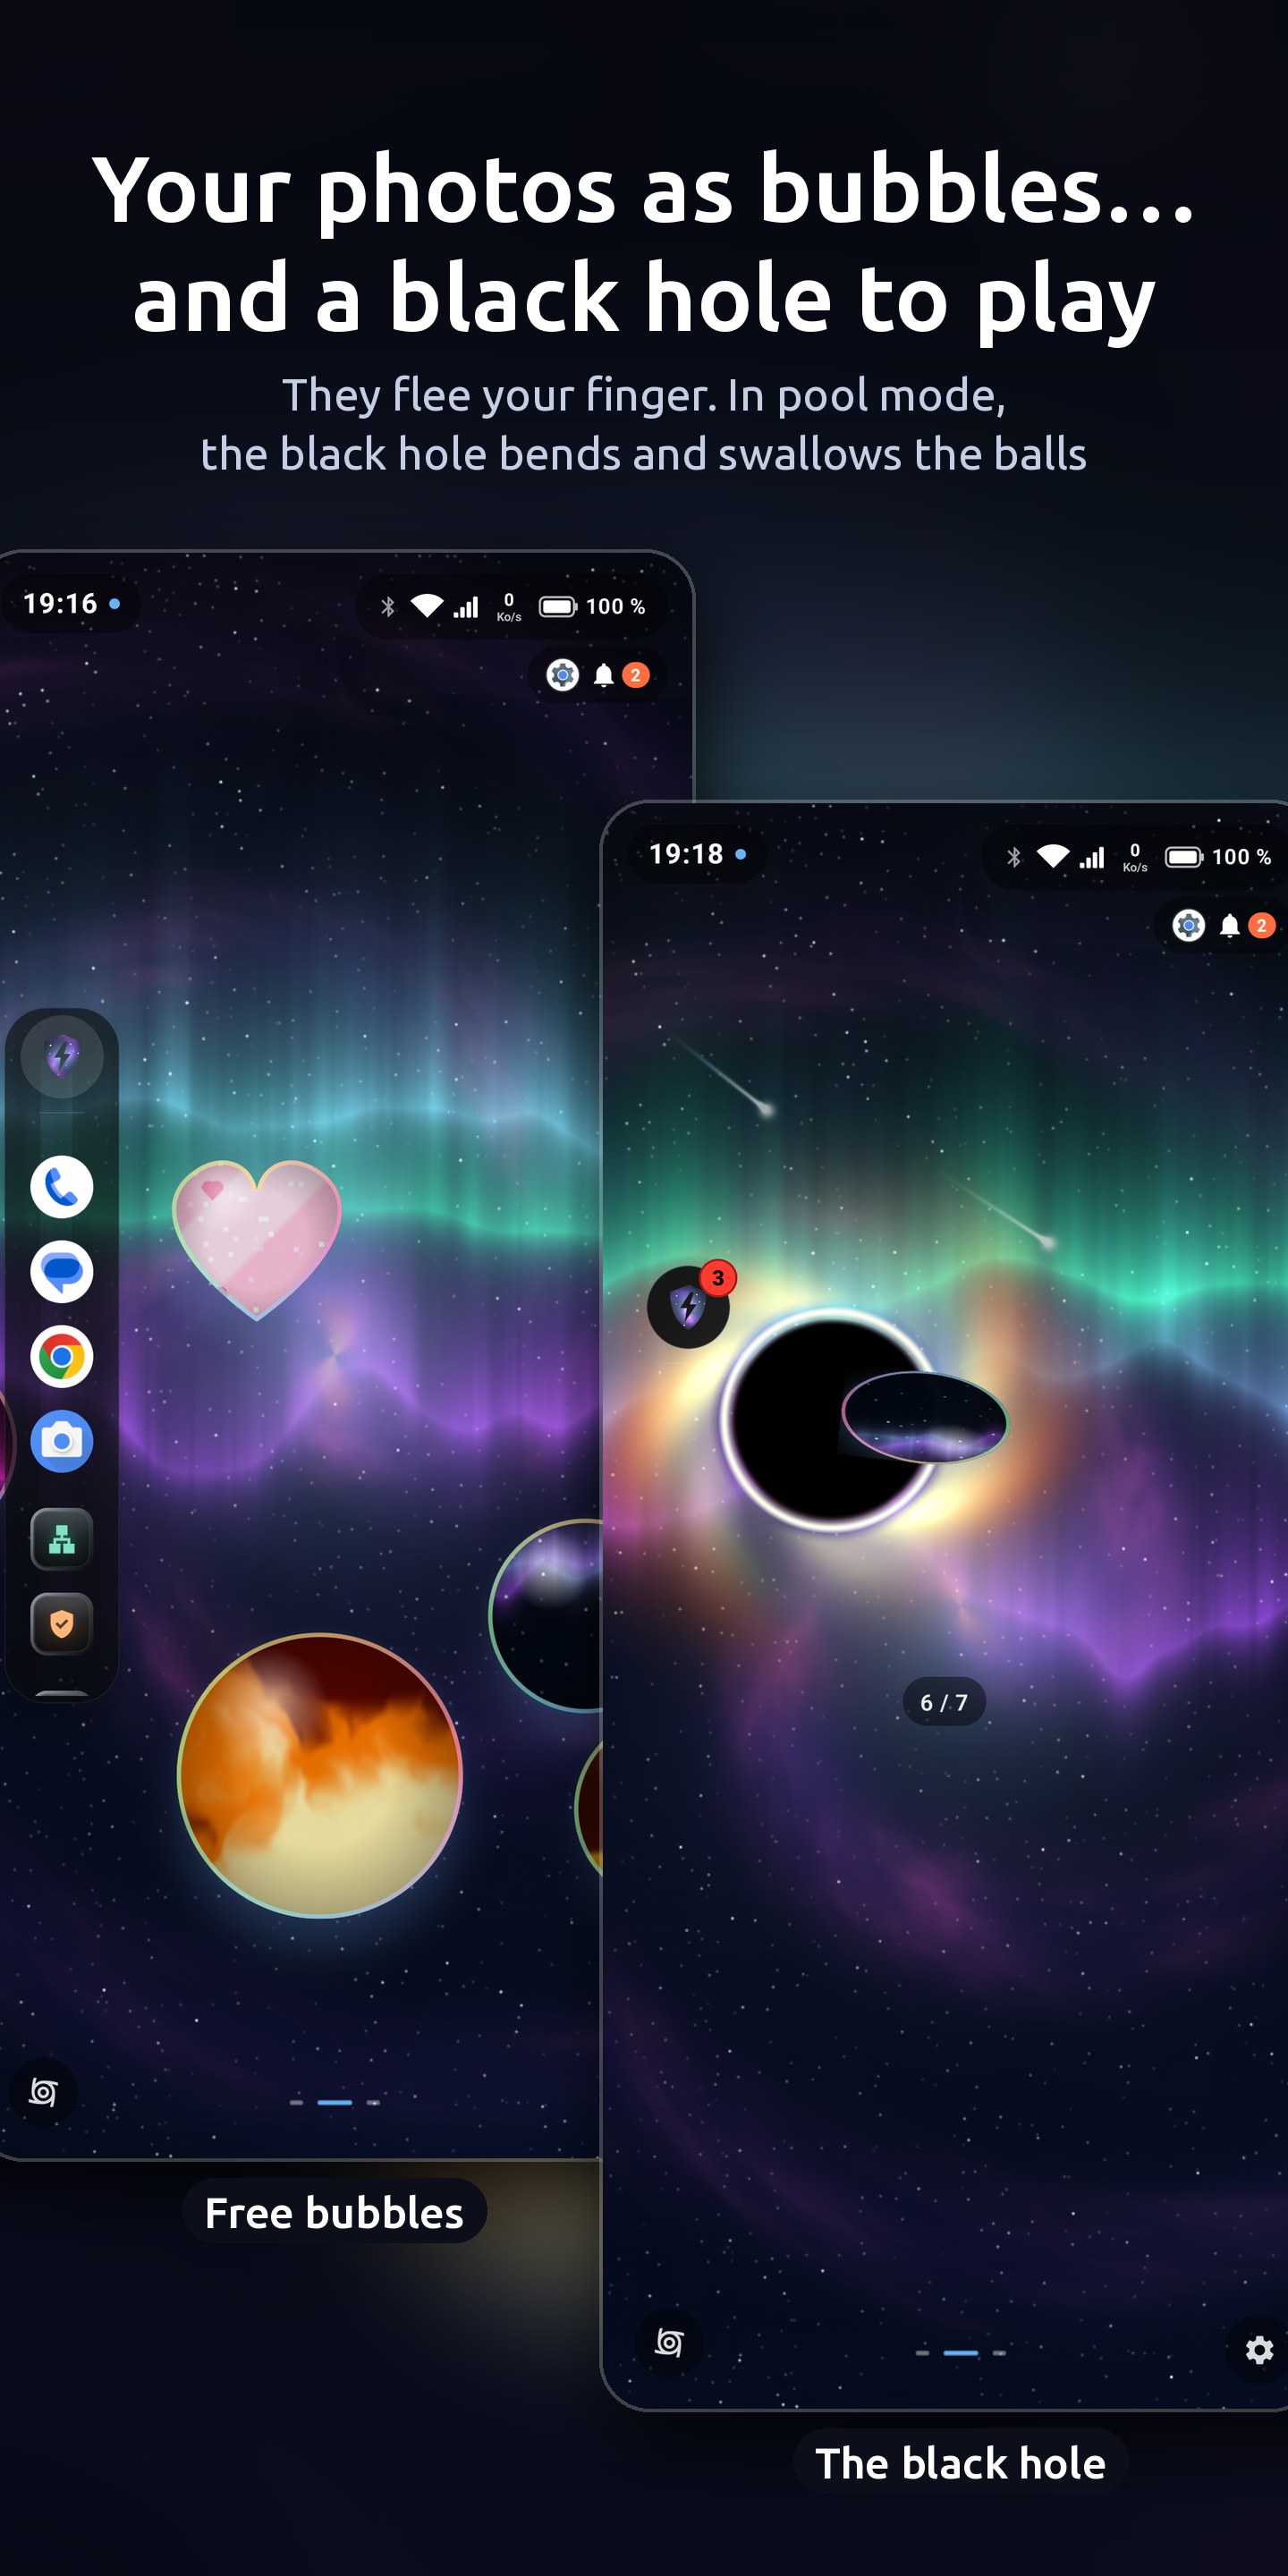 Your photos as bubbles…
and a black hole to play
They flee your finger. In pool mode,
the black hole bends and swallows the balls
19:16
0
Ko/s
100 %
2
19:18
0
Ko/s
100 %
2
3
6 / 7
Free bubbles
The black hole